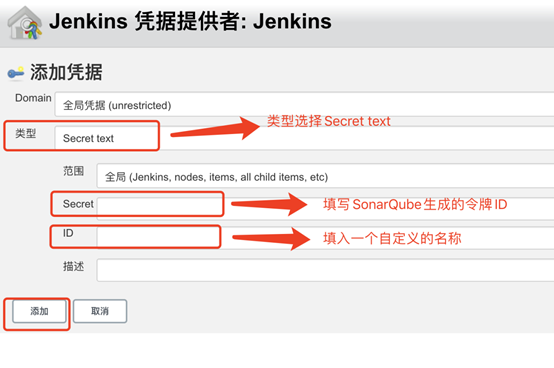 Jenkins 凭据提供者: Jenkins
添加凭据
Domain 全局凭据 (unrestricted)
类型 Secret text 类型选择Secret text
范围 全局 (Jenkins, nodes, items, all child items, etc)
Secret 填写SonarQube生成的令牌ID
ID 填入一个自定义的名称
描述
添加 取消